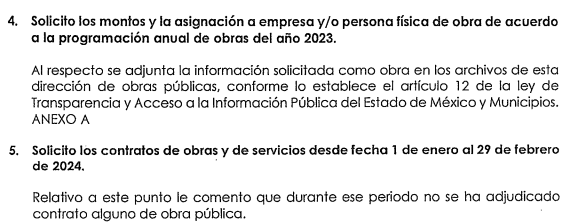 4. Solicito los montos y la asignación a empresa y/o persona física de obra de acuerdo
a la programación anual de obras del año 2023.
Al respecto se adjunta la información solicitada como obra en los archivos de esta
dirección de obras públicas, conforme lo establece el artículo 12 de la ley de
Transparencia y Acceso a la Información Pública del Estado de México y Municipios.
ANEXO A
5. Solicito los contratos de obras y de servicios desde fecha 1 de enero al 29 de febrero
de 2024.
Relativo a este punto le comento que durante ese periodo no se ha adjudicado
contrato alguno de obra pública.